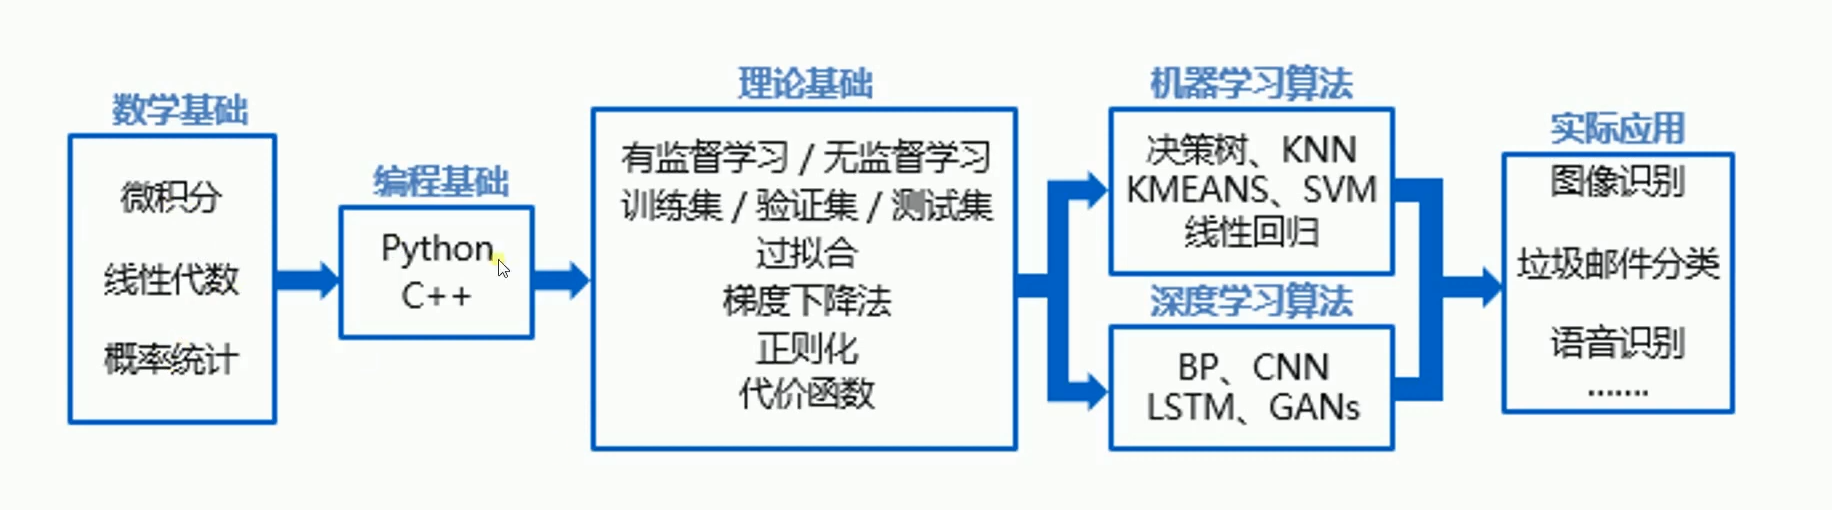 数学基础
微积分
线性代数
概率统计
编程基础
Python
C++
理论基础
有监督学习 / 无监督学习
训练集 / 验证集 / 测试集
过拟合
梯度下降法
正则化
代价函数
机器学习算法
决策树、KNN
KMEANS、SVM
线性回归
深度学习算法
BP、CNN
LSTM、GANs
实际应用
图像识别
垃圾邮件分类
语音识别
.......